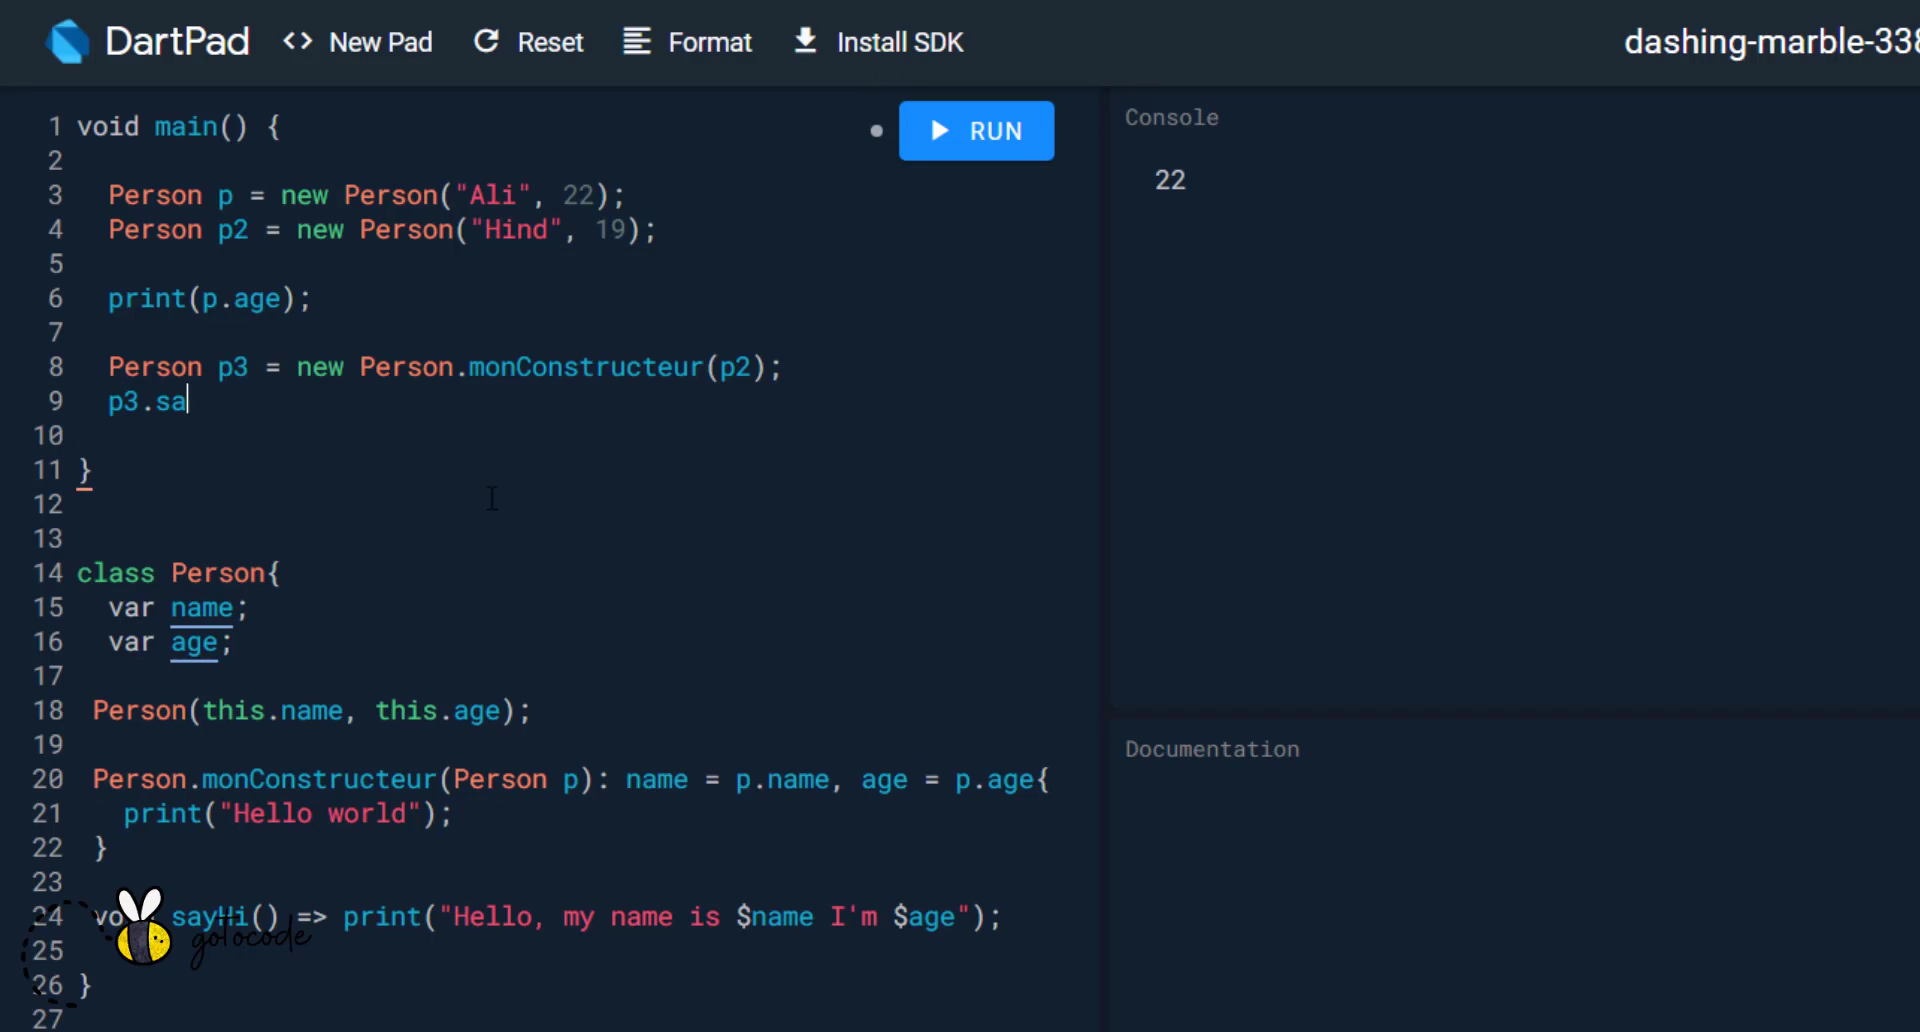 DartPad <> New Pad Reset Format Install SDK dashing-marble-338
1 void main() {
RUN
2
3 Person p = new Person("Ali", 22);
4 Person p2 = new Person("Hind", 19);
5
6 print(p.age);
7
8 Person p3 = new Person.monConstructeur(p2);
9 p3.sa
10
11 }
12
13
14 class Person{
15 var name;
16 var age;
17
18 Person(this.name, this.age);
19
20 Person.monConstructeur(Person p): name = p.name, age = p.age{
21 print("Hello world");
22 }
23
24 sayHi() => print("Hello, my name is $name I'm $age");
25
26 }
27
gotocode
Console
22
Documentation